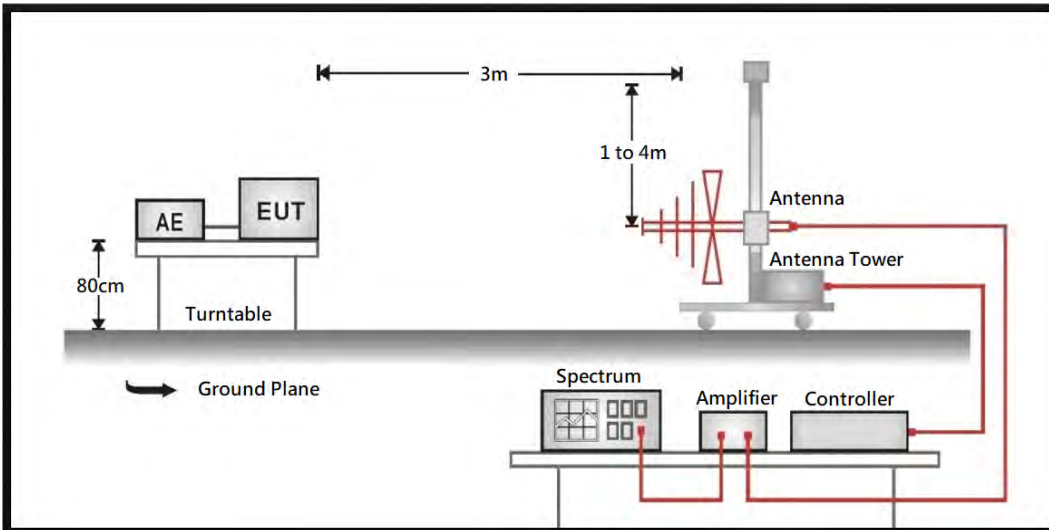 3m
1 to 4m
Antenna
AE
EUT
Antenna Tower
80cm
Turntable
Ground Plane
Spectrum
Amplifier
Controller